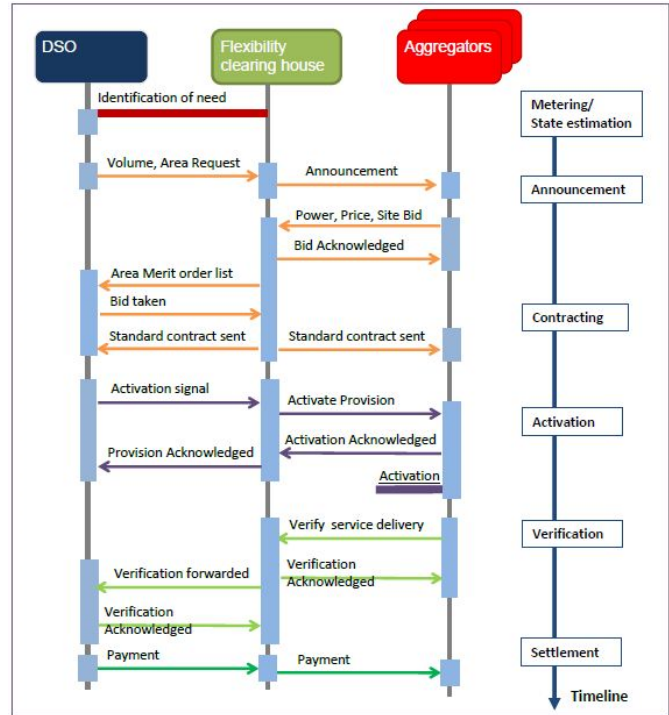 DSO
Flexibility
clearing house
Aggregators
Identification of need
Metering/
State estimation
Volume, Area Request
Announcement
Announcement
Power, Price, Site Bid
Bid Acknowledged
Area Merit order list
Bid taken
Contracting
Standard contract sent
Standard contract sent
Activation signal
Activate Provision
Activation
Activation Acknowledged
Provision Acknowledged
Activation
Verify service delivery
Verification
Verification forwarded
Verification
Acknowledged
Verification
Acknowledged
Payment
Payment
Settlement
Timeline